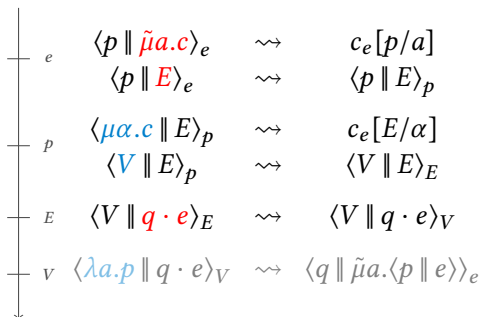 e ⟨p ‖ μ̃a.c⟩ₑ ⇝ cₑ[p/a]
⟨p ‖ E⟩ₑ ⇝ ⟨p ‖ E⟩ₚ
p ⟨μα.c ‖ E⟩ₚ ⇝ cₑ[E/α]
⟨V ‖ E⟩ₚ ⇝ ⟨V ‖ E⟩_E
E ⟨V ‖ q · e⟩_E ⇝ ⟨V ‖ q · e⟩_V
V ⟨λa.p ‖ q · e⟩_V ⇝ ⟨q ‖ μ̃a.⟨p ‖ e⟩⟩ₑ